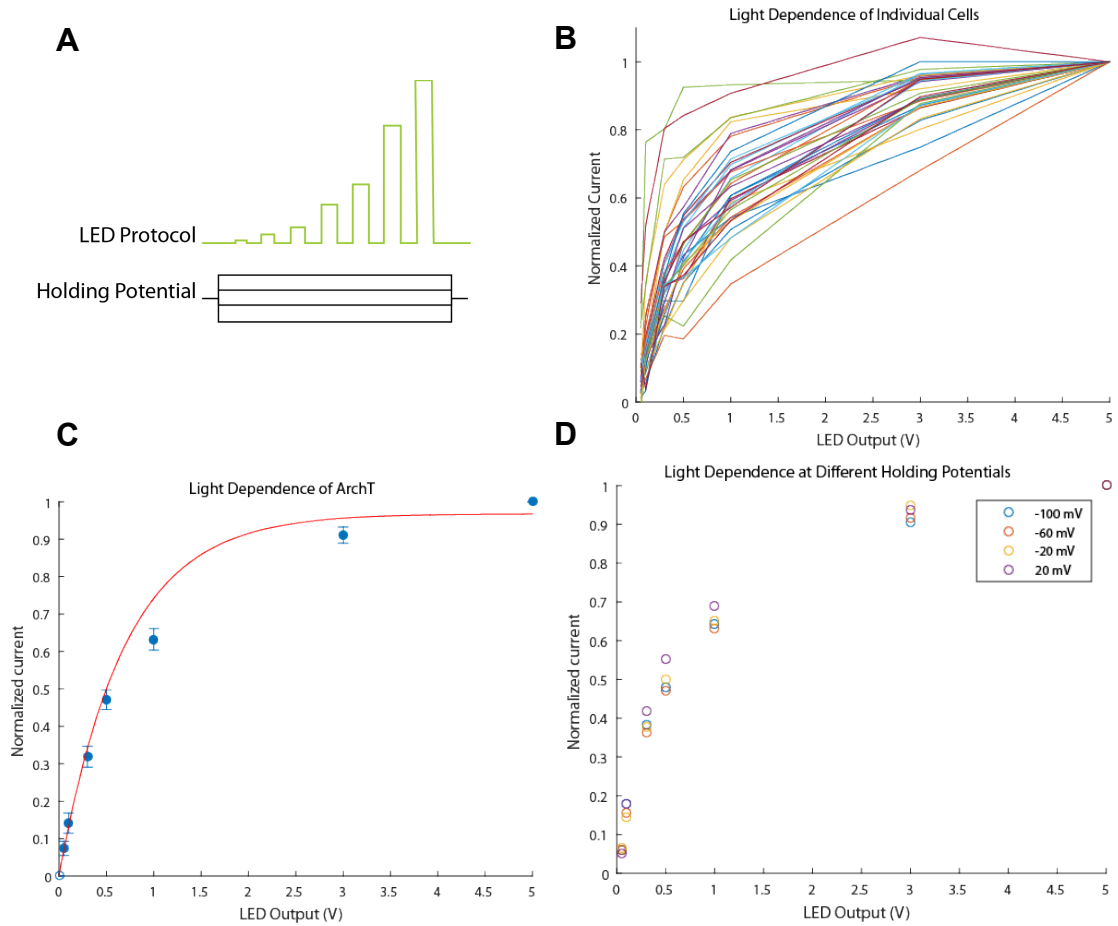 A
LED Protocol
Holding Potential
B
Light Dependence of Individual Cells
Normalized Current
1
0.8
0.6
0.4
0.2
0
0 0.5 1 1.5 2 2.5 3 3.5 4 4.5 5
LED Output (V)
C
Light Dependence of ArchT
Normalized current
1
0.9
0.8
0.7
0.6
0.5
0.4
0.3
0.2
0.1
0
0 0.5 1 1.5 2 2.5 3 3.5 4 4.5 5
LED Output (V)
D
Light Dependence at Different Holding Potentials
Normalized current
1
0.9
0.8
0.7
0.6
0.5
0.4
0.3
0.2
0.1
0
-100 mV
-60 mV
-20 mV
20 mV
0 0.5 1 1.5 2 2.5 3 3.5 4 4.5 5
LED Output (V)